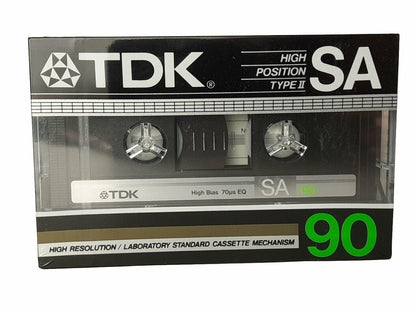 TDK®
HIGH
POSITION
TYPE II
SA
N
TDK
High Bias 70μs EQ
SA
90
HIGH RESOLUTION / LABORATORY STANDARD CASSETTE MECHANISM
90